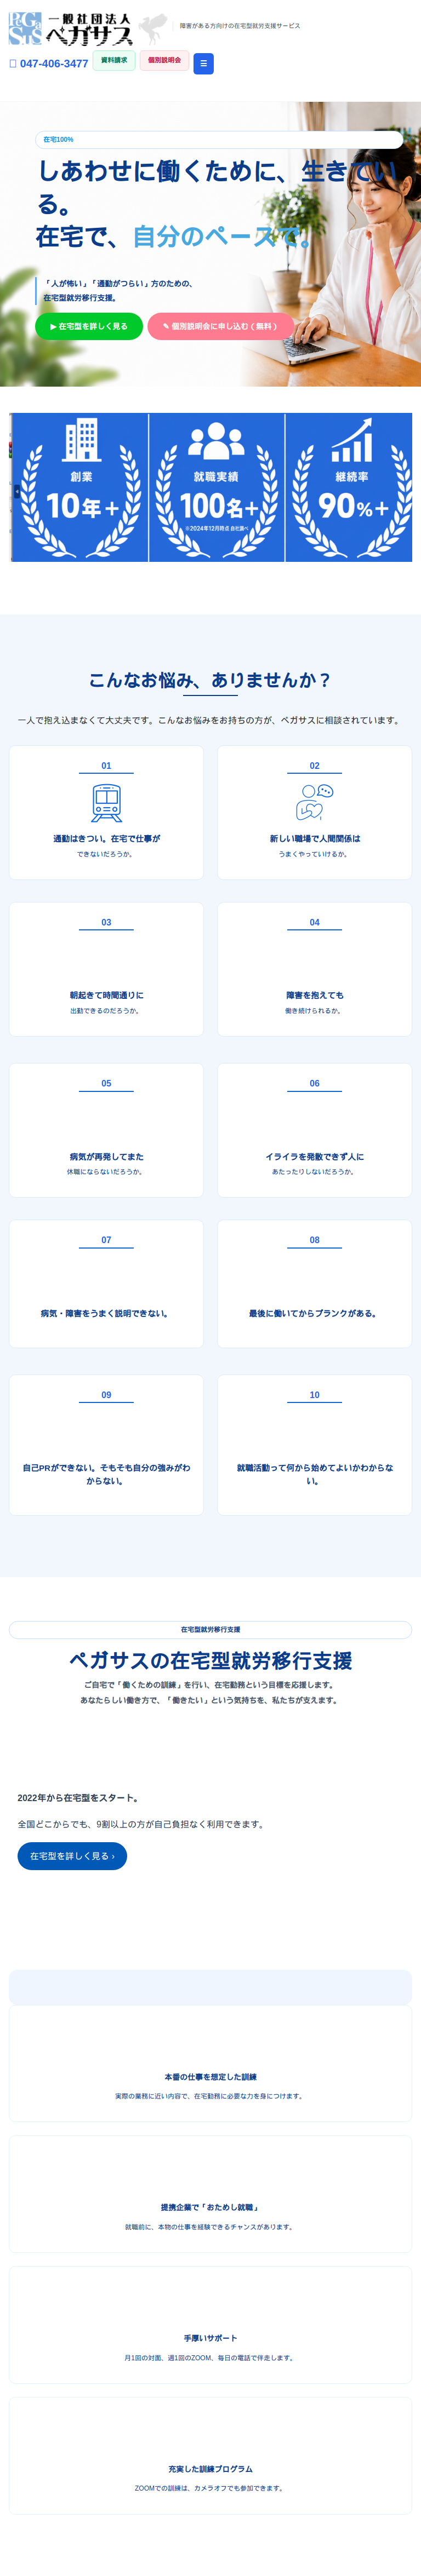 一般社団法人
ペガサス
障害がある方向けの在宅型就労支援サービス
047-406-3477
資料請求
個別説明会
☰
在宅100%
しあわせに働くために、生きてい
る。
在宅で、自分のペースで。
「人が怖い」「通勤がつらい」方のための、
在宅型就労移行支援。
▶ 在宅型を詳しく見る
✎ 個別説明会に申し込む（無料）
創業
10年+
就職実績
100名+
※2024年12月時点 自社調べ
継続率
90%+
こんなお悩み、ありませんか？
一人で抱え込まなくて大丈夫です。こんなお悩みをお持ちの方が、ペガサスに相談されています。
01
通勤はきつい。在宅で仕事が
できないだろうか。
02
新しい職場で人間関係は
うまくやっていけるか。
03
朝起きて時間通りに
出勤できるのだろうか。
04
障害を抱えても
働き続けられるか。
05
病気が再発してまた
休職にならないだろうか。
06
イライラを発散できず人に
あたったりしないだろうか。
07
病気・障害をうまく説明できない。
08
最後に働いてからブランクがある。
09
自己PRができない。そもそも自分の強みがわ
からない。
10
就職活動って何から始めてよいかわからな
い。
在宅型就労移行支援
ペガサスの在宅型就労移行支援
ご自宅で「働くための訓練」を行い、在宅勤務という目標を応援します。
あなたらしい働き方で、「働きたい」という気持ちを、私たちが支えます。
2022年から在宅型をスタート。
全国どこからでも、9割以上の方が自己負担なく利用できます。
在宅型を詳しく見る ›
本番の仕事を想定した訓練
実際の業務に近い内容で、在宅勤務に必要な力を身につけます。
提携企業で「おためし就職」
就職前に、本物の仕事を経験できるチャンスがあります。
手厚いサポート
月1回の対面、週1回のZOOM、毎日の電話で伴走します。
充実した訓練プログラム
ZOOMでの訓練は、カメラオフでも参加できます。